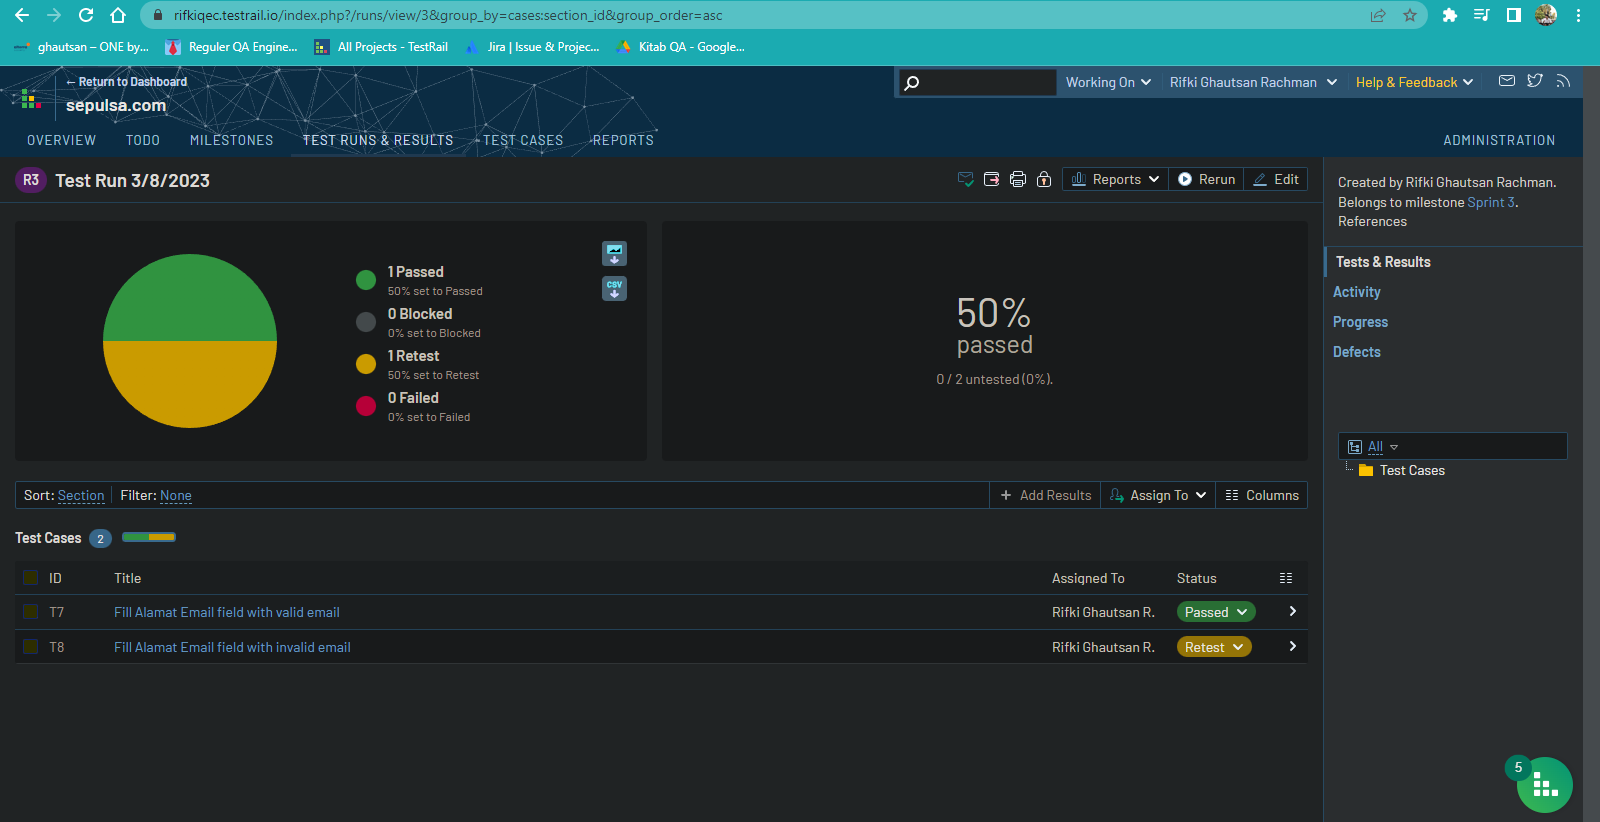 rifkiqec.testrail.io/index.php?/runs/view/3&group_by=cases:section_id&group_order=asc
ghautsan – ONE by... Reguler QA Engine... All Projects - TestRail Jira | Issue & Projec... Kitab QA - Google...
← Return to Dashboard
sepulsa.com
Working On Rifki Ghautsan Rachman Help & Feedback
OVERVIEW TODO MILESTONES TEST RUNS & RESULTS TEST CASES REPORTS ADMINISTRATION
R3 Test Run 3/8/2023
Reports Rerun Edit
Created by Rifki Ghautsan Rachman.
Belongs to milestone Sprint 3.
References
Tests & Results
Activity
Progress
Defects
All
Test Cases
1 Passed
50% set to Passed
0 Blocked
0% set to Blocked
1 Retest
50% set to Retest
0 Failed
0% set to Failed
CSV
50%
passed
0 / 2 untested (0%).
Sort: Section Filter: None
+ Add Results Assign To Columns
Test Cases 2
ID Title Assigned To Status
T7 Fill Alamat Email field with valid email Rifki Ghautsan R. Passed
T8 Fill Alamat Email field with invalid email Rifki Ghautsan R. Retest
5